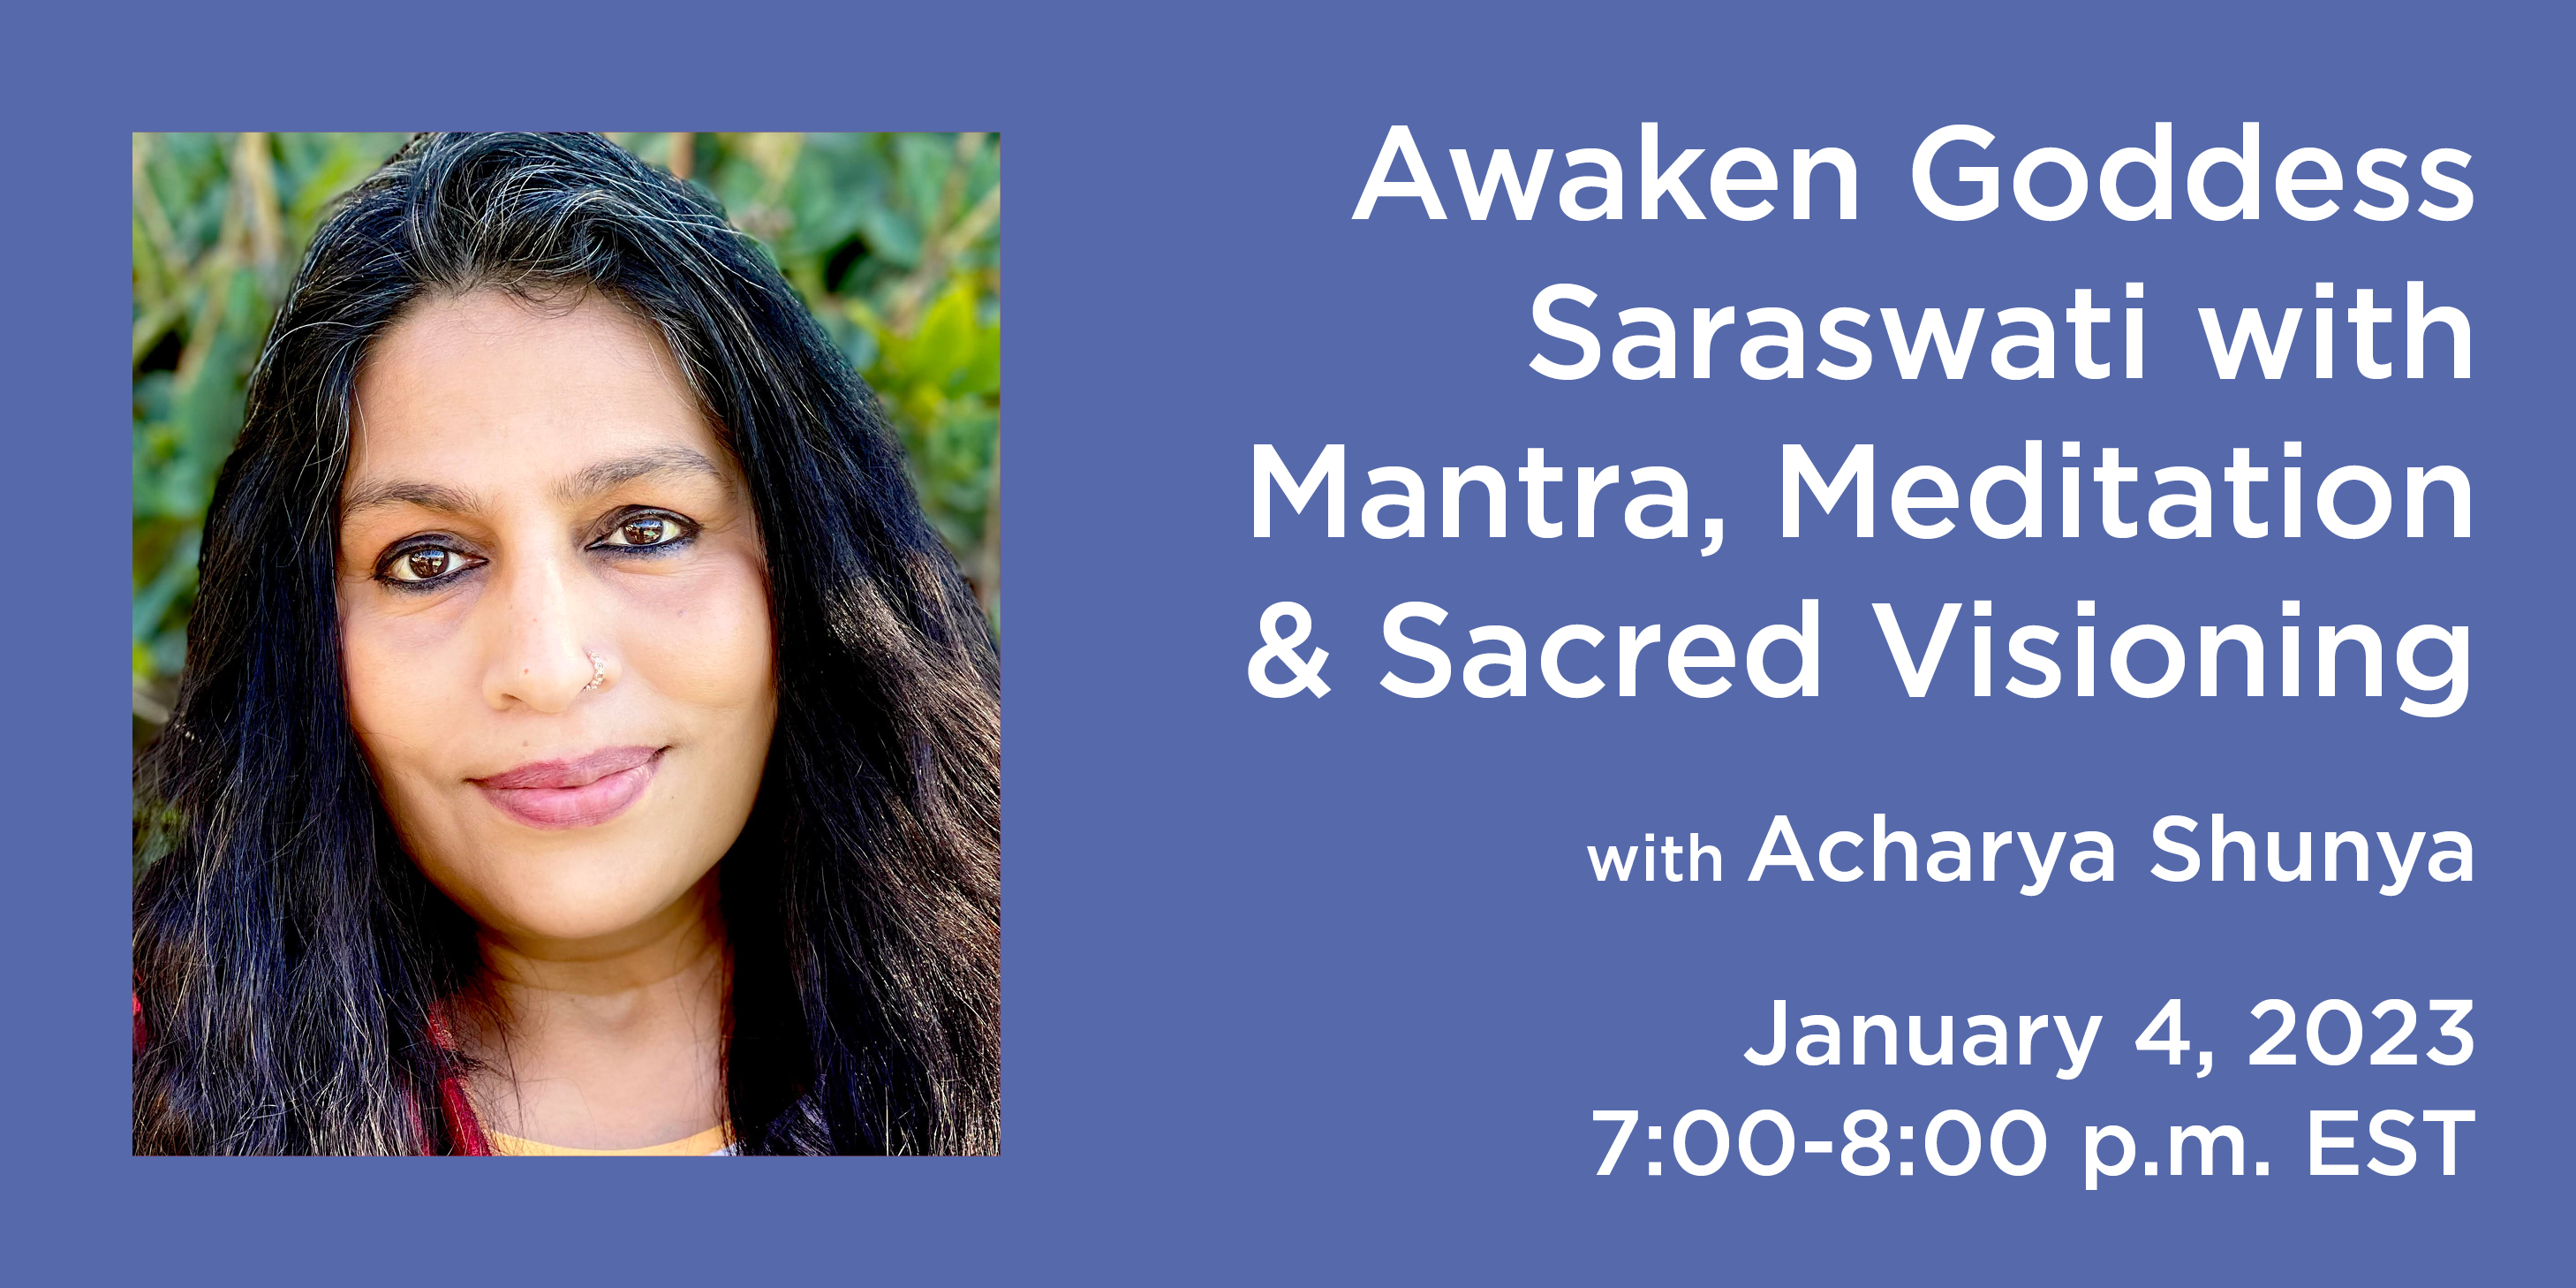 Awaken Goddess
Saraswati with
Mantra, Meditation
& Sacred Visioning
with Acharya Shunya
January 4, 2023
7:00-8:00 p.m. EST